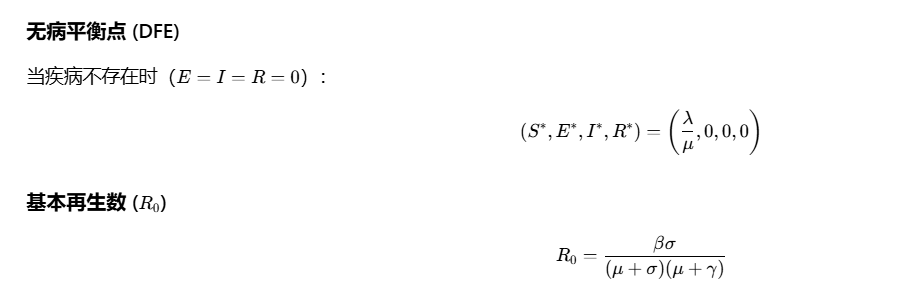 无病平衡点 (DFE)
当疾病不存在时（E = I = R = 0）:
(S*, E*, I*, R*) = (λ/μ, 0, 0, 0)
基本再生数 (R₀)
R₀ = βσ / (μ + σ)(μ + γ)